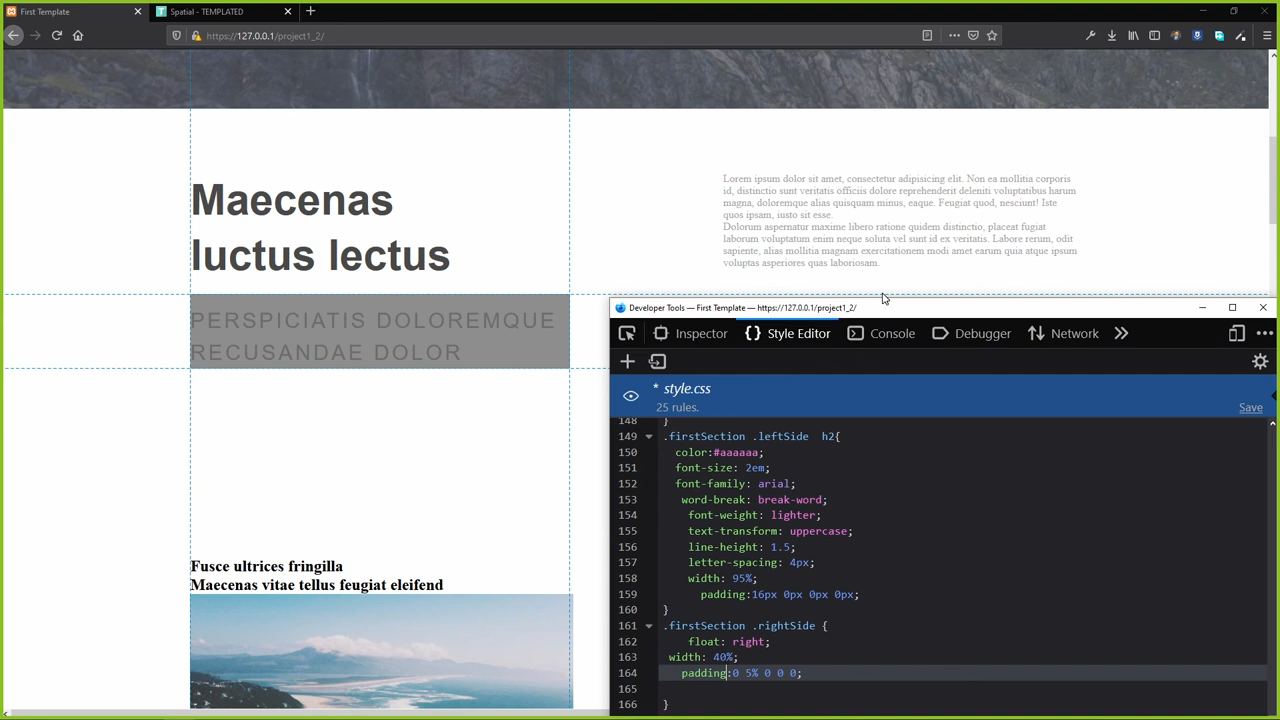 First Template
Spatial - TEMPLATED
https://127.0.0.1/project1_2/
Maecenas
luctus lectus
PERSPICIATIS DOLOREMQUE
RECUSANDAE DOLOR
Lorem ipsum dolor sit amet, consectetur adipisicing elit. Non ea mollitia corporis
id, distinctio sunt veritatis officiis dolore reprehenderit deleniti voluptatibus harum
magna, doloremque alias quisquam minus, eaque. Feugiat quod, nesciunt! Iste
quos ipsam, iusto sit esse.
Dolorum aspernatur maxime libero ratione quidem distinctio, placeat fugiat
laborum voluptatum enim neque soluta vel sunt id ex veritatis. Labore rerum, odit
sapiente, alias mollitia magnam exercitationem modi amet earum quia atque ipsum
voluptas asperiores quas laboriosam.
Fusce ultrices fringilla
Maecenas vitae tellus feugiat eleifend
Developer Tools — First Template — https://127.0.0.1/project1_2/
Inspector
Style Editor
Console
Debugger
Network
* style.css
25 rules.
Save
148 }
149 .firstSection .leftSide  h2{
150 color:#aaaaaa;
151 font-size: 2em;
152 font-family: arial;
153 word-break: break-word;
154 font-weight: lighter;
155 text-transform: uppercase;
156 line-height: 1.5;
157 letter-spacing: 4px;
158 width: 95%;
159 padding:16px 0px 0px 0px;
160 }
161 .firstSection .rightSide {
162 float: right;
163 width: 40%;
164 padding:0 5% 0 0 0;
165
166 }